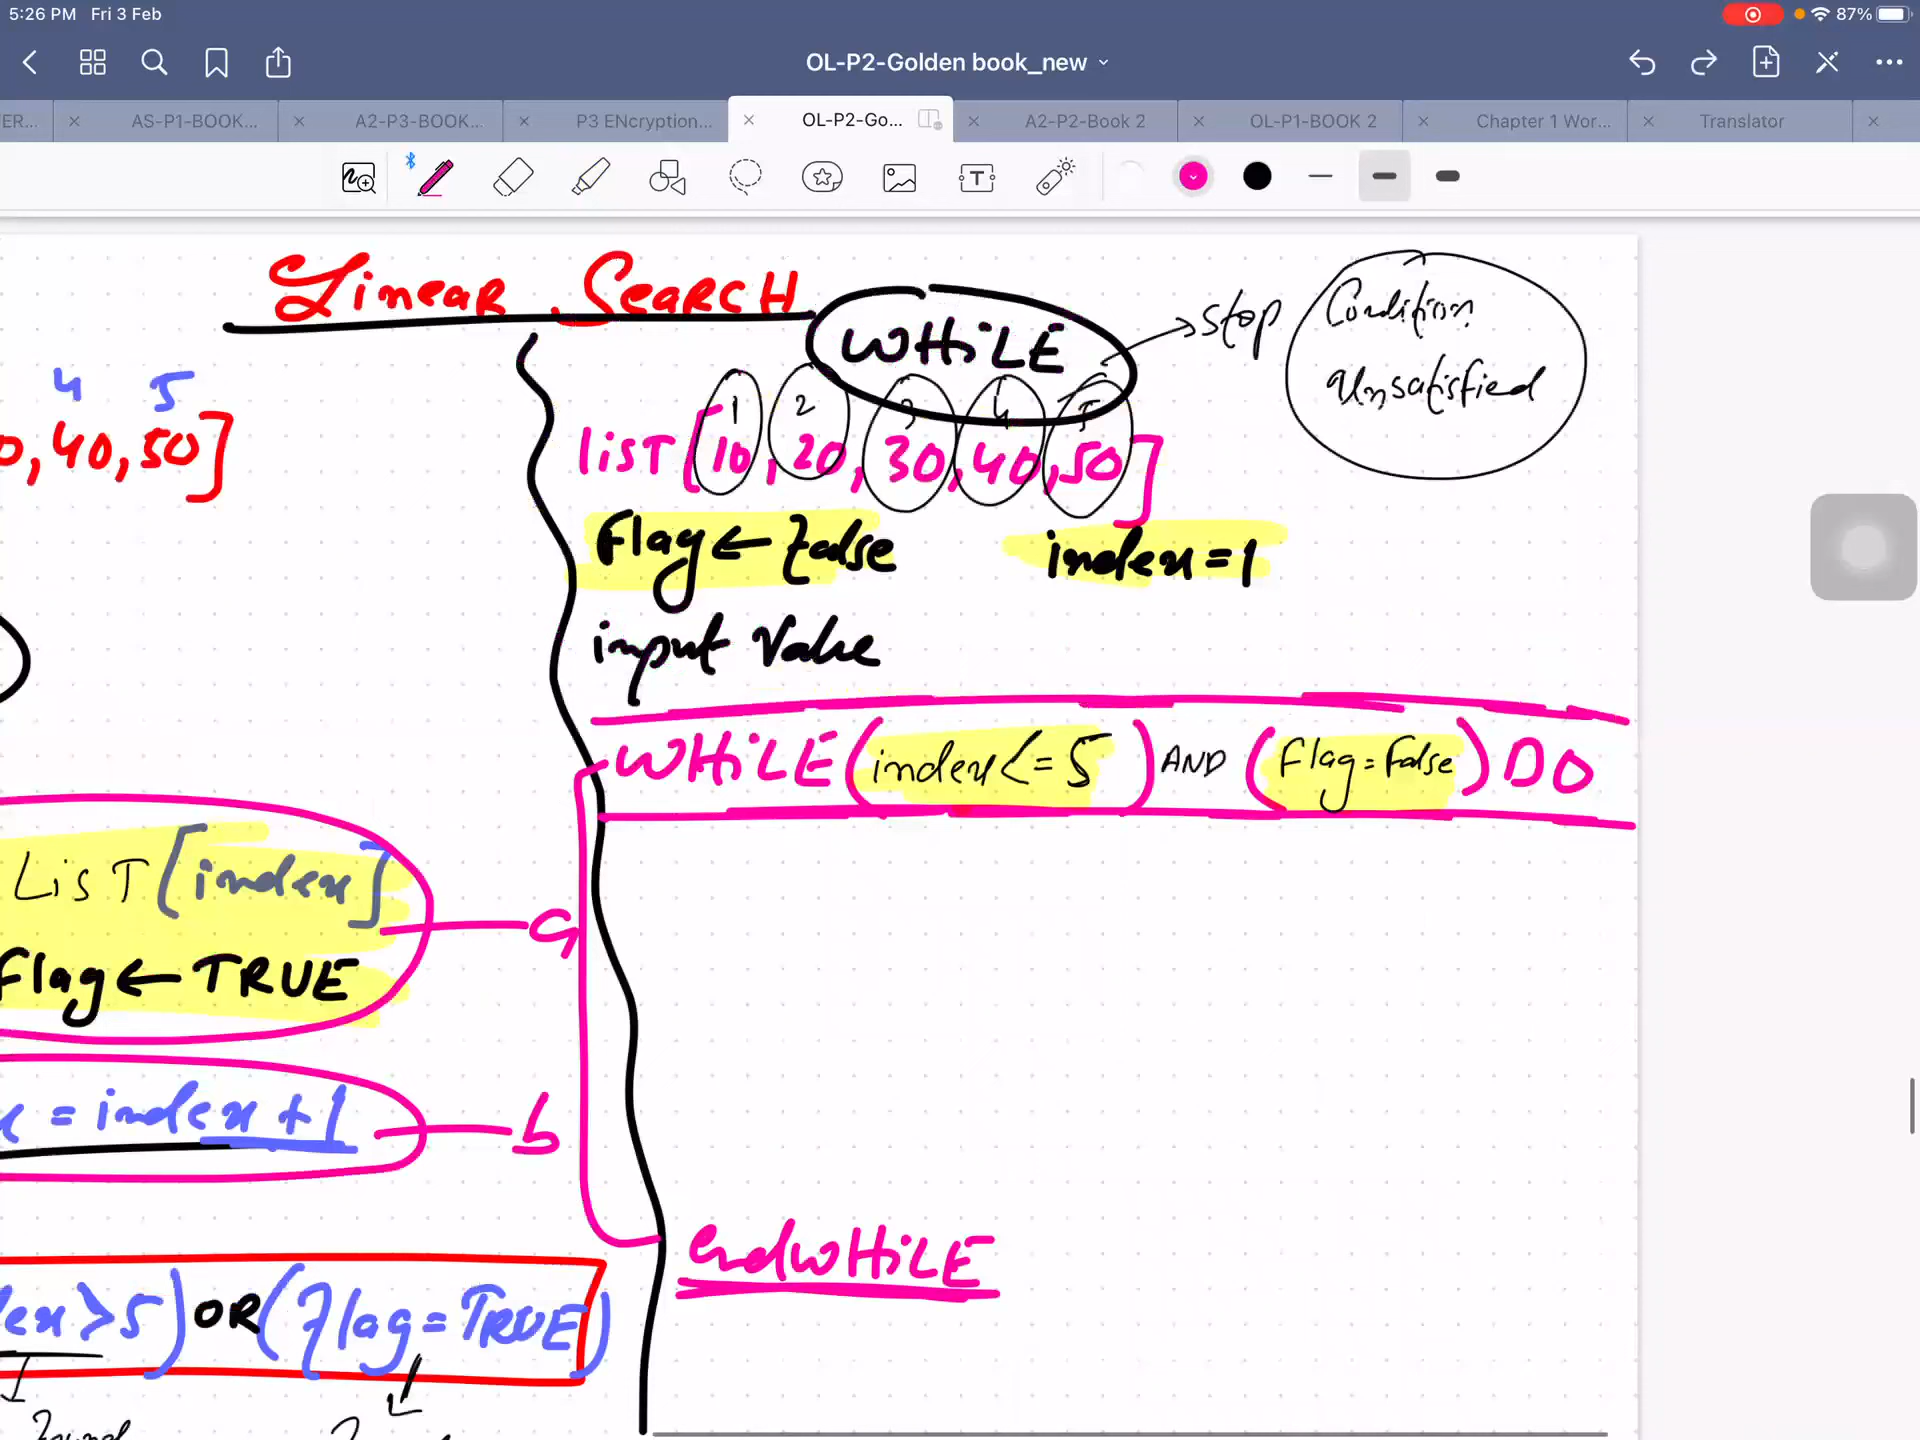 5:26 PM Fri 3 Feb
87%
OL-P2-Golden book_new
ER...
AS-P1-BOOK...
A2-P3-BOOK...
P3 ENcryption...
OL-P2-Go...
A2-P2-Book 2
OL-P1-BOOK 2
Chapter 1 Wor...
Translator
Linear Search
WHiLE
stop
Condition
Unsatisfied
4 5
1 2 3 4 5
0,40,50]
LisT[10,20,30,40,50]
Flag ← False index=1
input Value
WHiLE(index<=5) AND (Flag=False) DO
LisT[index]
a
Flag ← TRUE
= index + 1
b
endWHiLE
ex>5) OR (Flag=TRUE)